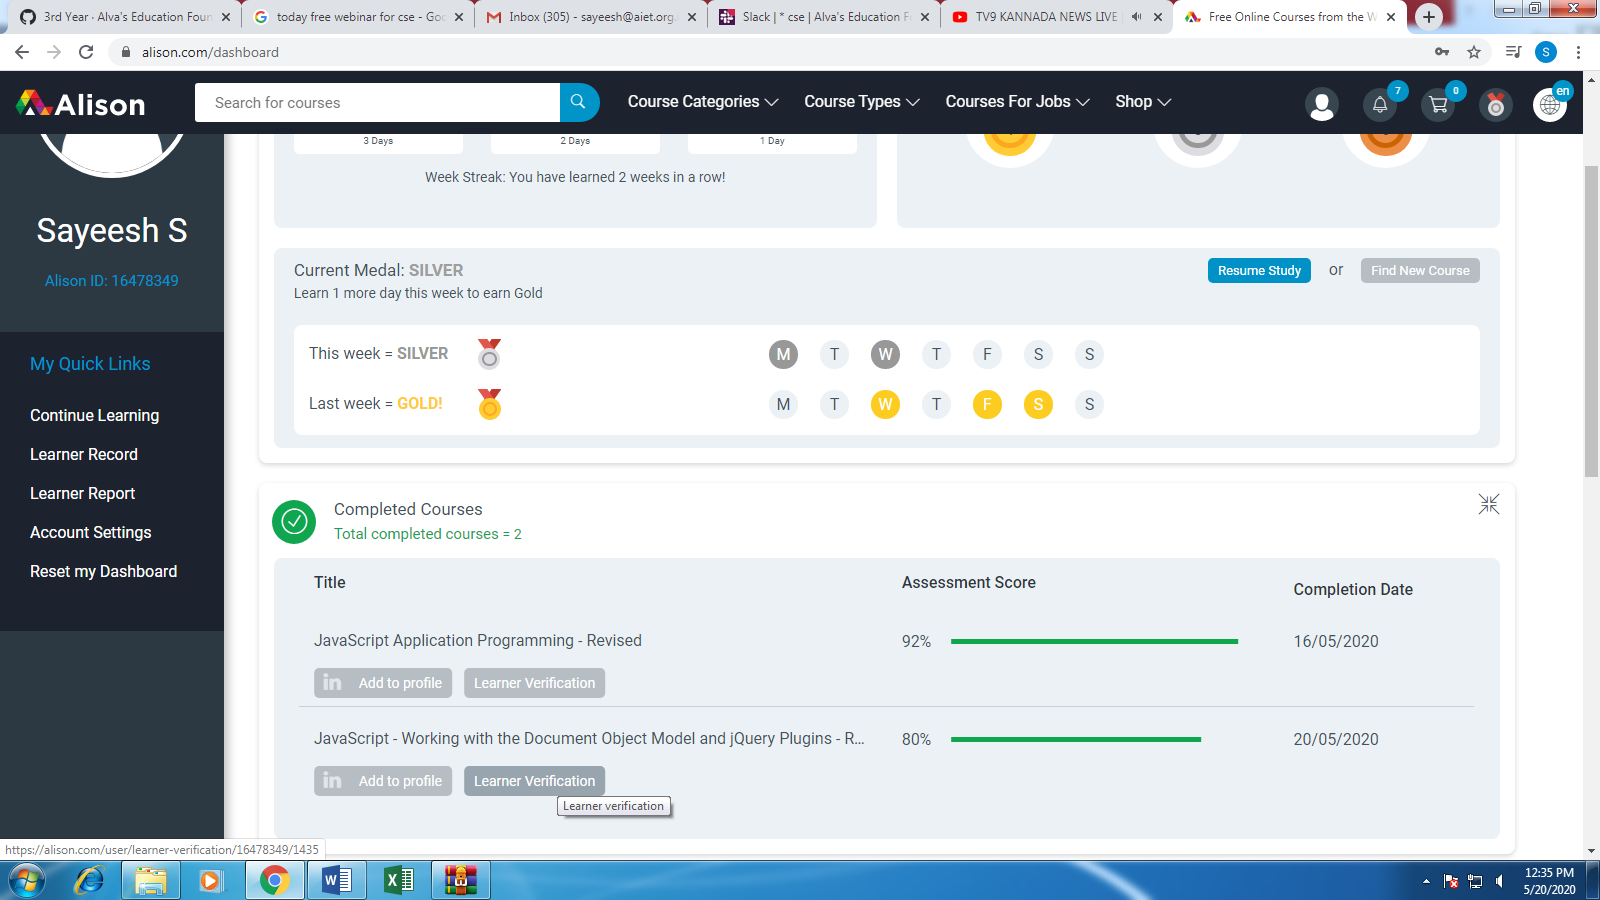 3rd Year · Alva's Education Foun
today free webinar for cse - Goo
Inbox (305) - sayeesh@aiet.org.
Slack | * cse | Alva's Education F
TV9 KANNADA NEWS LIVE |
Free Online Courses from the W
alison.com/dashboard
S
Alison
Search for courses
Course Categories
Course Types
Courses For Jobs
Shop
7
0
en
3 Days
2 Days
1 Day
Week Streak: You have learned 2 weeks in a row!
Sayeesh S
Alison ID: 16478349
My Quick Links
Continue Learning
Learner Record
Learner Report
Account Settings
Reset my Dashboard
Current Medal: SILVER
Learn 1 more day this week to earn Gold
Resume Study or Find New Course
This week = SILVER
M T W T F S S
Last week = GOLD!
M T W T F S S
Completed Courses
Total completed courses = 2
Title Assessment Score Completion Date
JavaScript Application Programming - Revised 92% 16/05/2020
in Add to profile Learner Verification
JavaScript - Working with the Document Object Model and jQuery Plugins - R... 80% 20/05/2020
in Add to profile Learner Verification
Learner verification
https://alison.com/user/learner-verification/16478349/1435
12:35 PM
5/20/2020